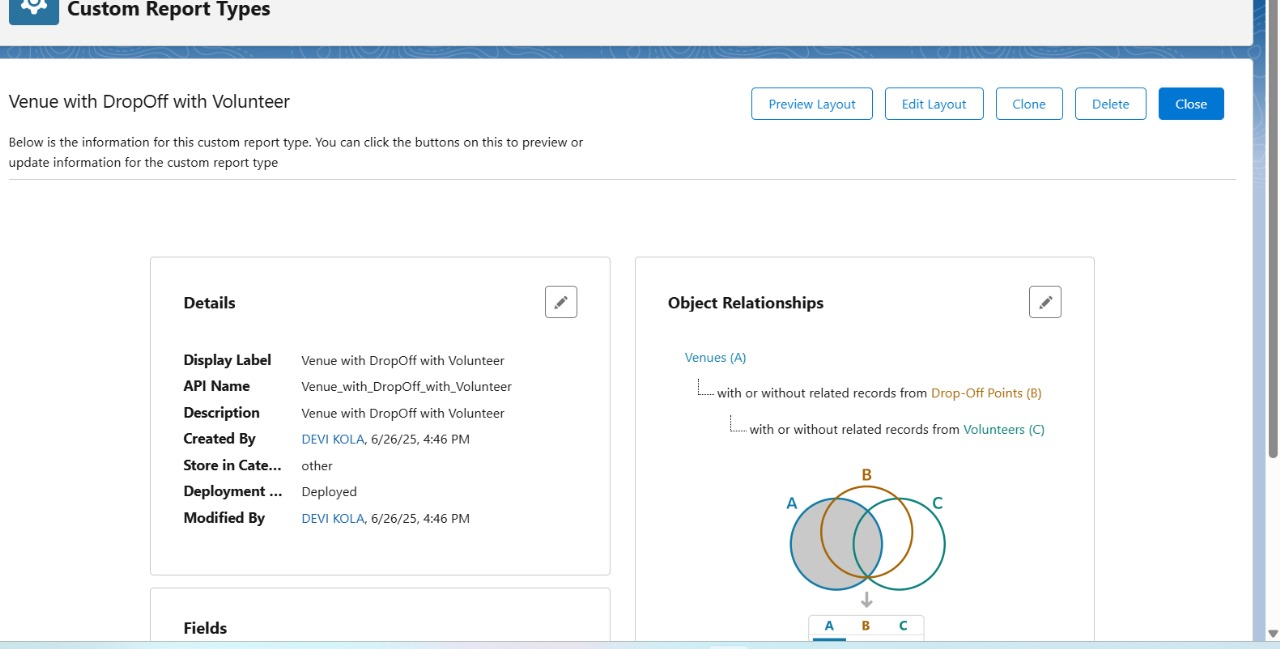 Custom Report Types
Venue with DropOff with Volunteer
Preview Layout
Edit Layout
Clone
Delete
Close
Below is the information for this custom report type. You can click the buttons on this to preview or
update information for the custom report type
Details
Display Label Venue with DropOff with Volunteer
API Name Venue_with_DropOff_with_Volunteer
Description Venue with DropOff with Volunteer
Created By DEVI KOLA, 6/26/25, 4:46 PM
Store in Cate... other
Deployment ... Deployed
Modified By DEVI KOLA, 6/26/25, 4:46 PM
Fields
Object Relationships
Venues (A)
with or without related records from Drop-Off Points (B)
with or without related records from Volunteers (C)
B
A
C
A B C